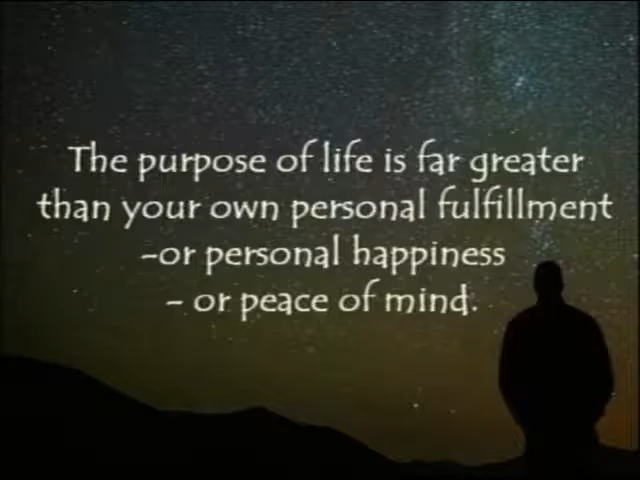 The purpose of life is far greater
than your own personal fulfillment
-or personal happiness
- or peace of mind.